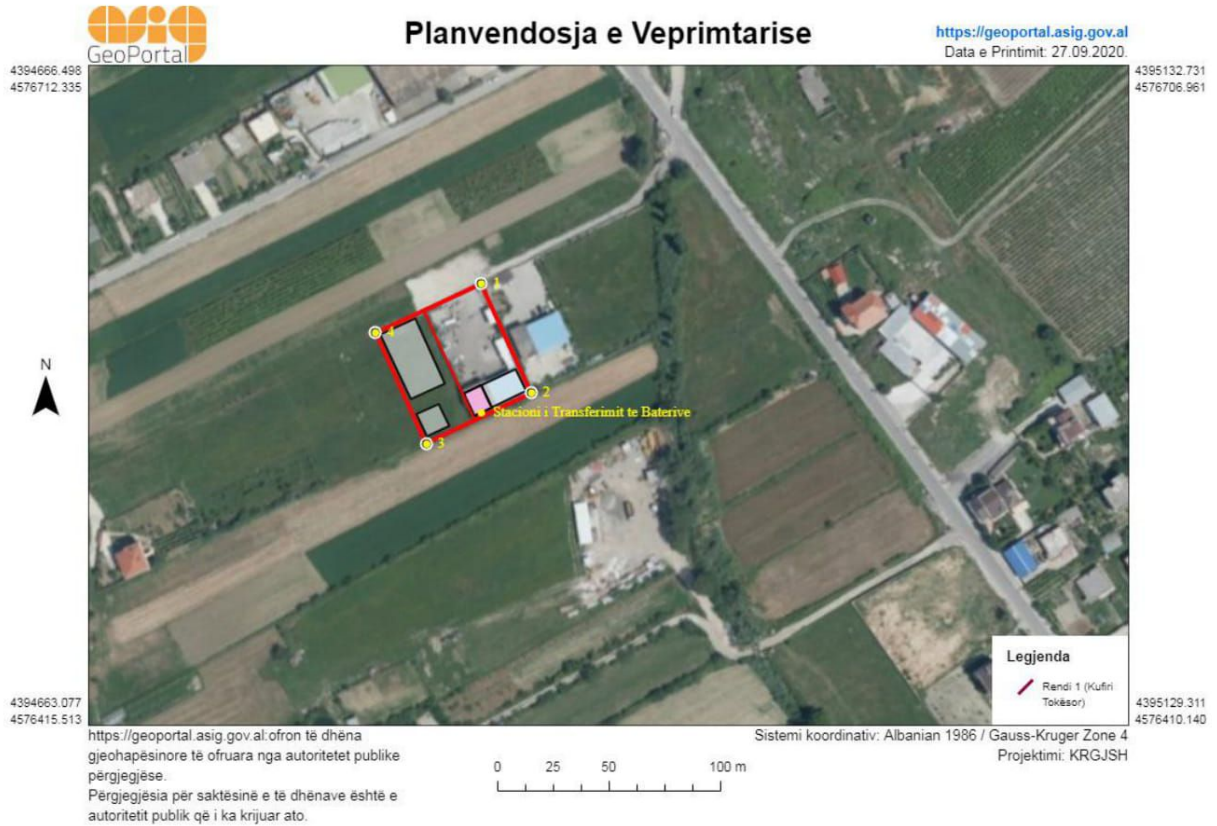 asig
GeoPortal
Planvendosja e Veprimtarise
https://geoportal.asig.gov.al
Data e Printimit: 27.09.2020.
4394666.498
4576712.335
4395132.731
4576706.961
1
4
N
2
Stacioni i Transferimit te Baterive
3
Legjenda
Rendi 1 (Kufiri
Tokësor)
4394663.077
4576415.513
4395129.311
4576410.140
https://geoportal.asig.gov.al:ofron të dhëna
gjeohapësinore të ofruara nga autoritetet publike
përgjegjëse.
Përgjegjësia për saktësinë e të dhënave është e
autoritetit publik që i ka krijuar ato.
Sistemi koordinativ: Albanian 1986 / Gauss-Kruger Zone 4
Projektimi: KRGJSH
0 25 50 100 m